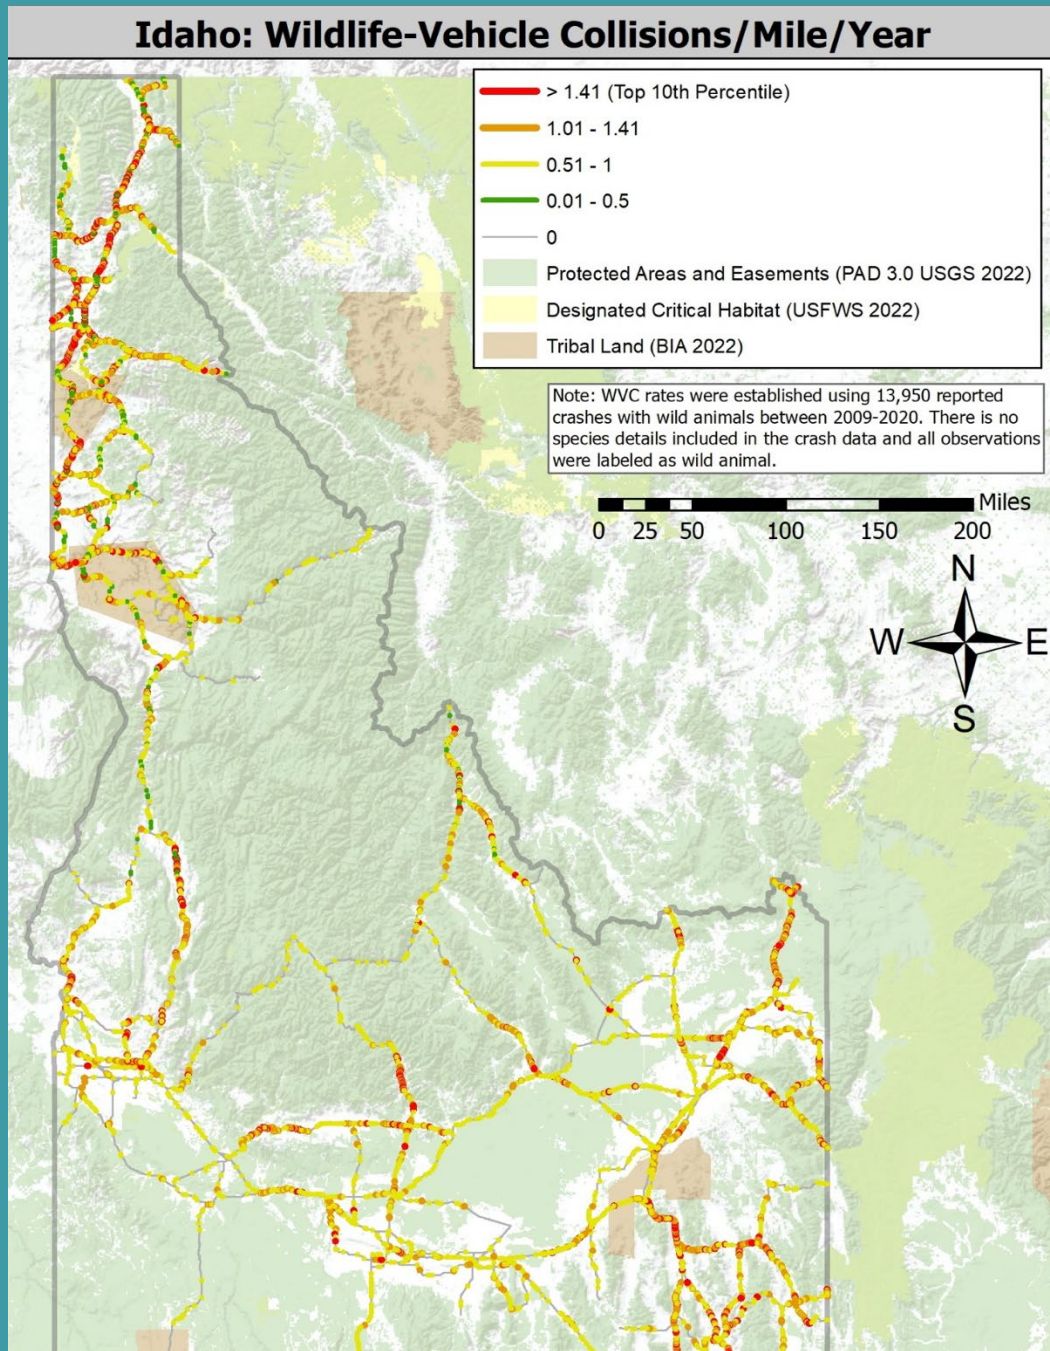 Idaho: Wildlife-Vehicle Collisions/Mile/Year
> 1.41 (Top 10th Percentile)
1.01 - 1.41
0.51 - 1
0.01 - 0.5
0
Protected Areas and Easements (PAD 3.0 USGS 2022)
Designated Critical Habitat (USFWS 2022)
Tribal Land (BIA 2022)
Note: WVC rates were established using 13,950 reported
crashes with wild animals between 2009-2020. There is no
species details included in the crash data and all observations
were labeled as wild animal.
Miles
0 25 50 100 150 200
N
W E
S